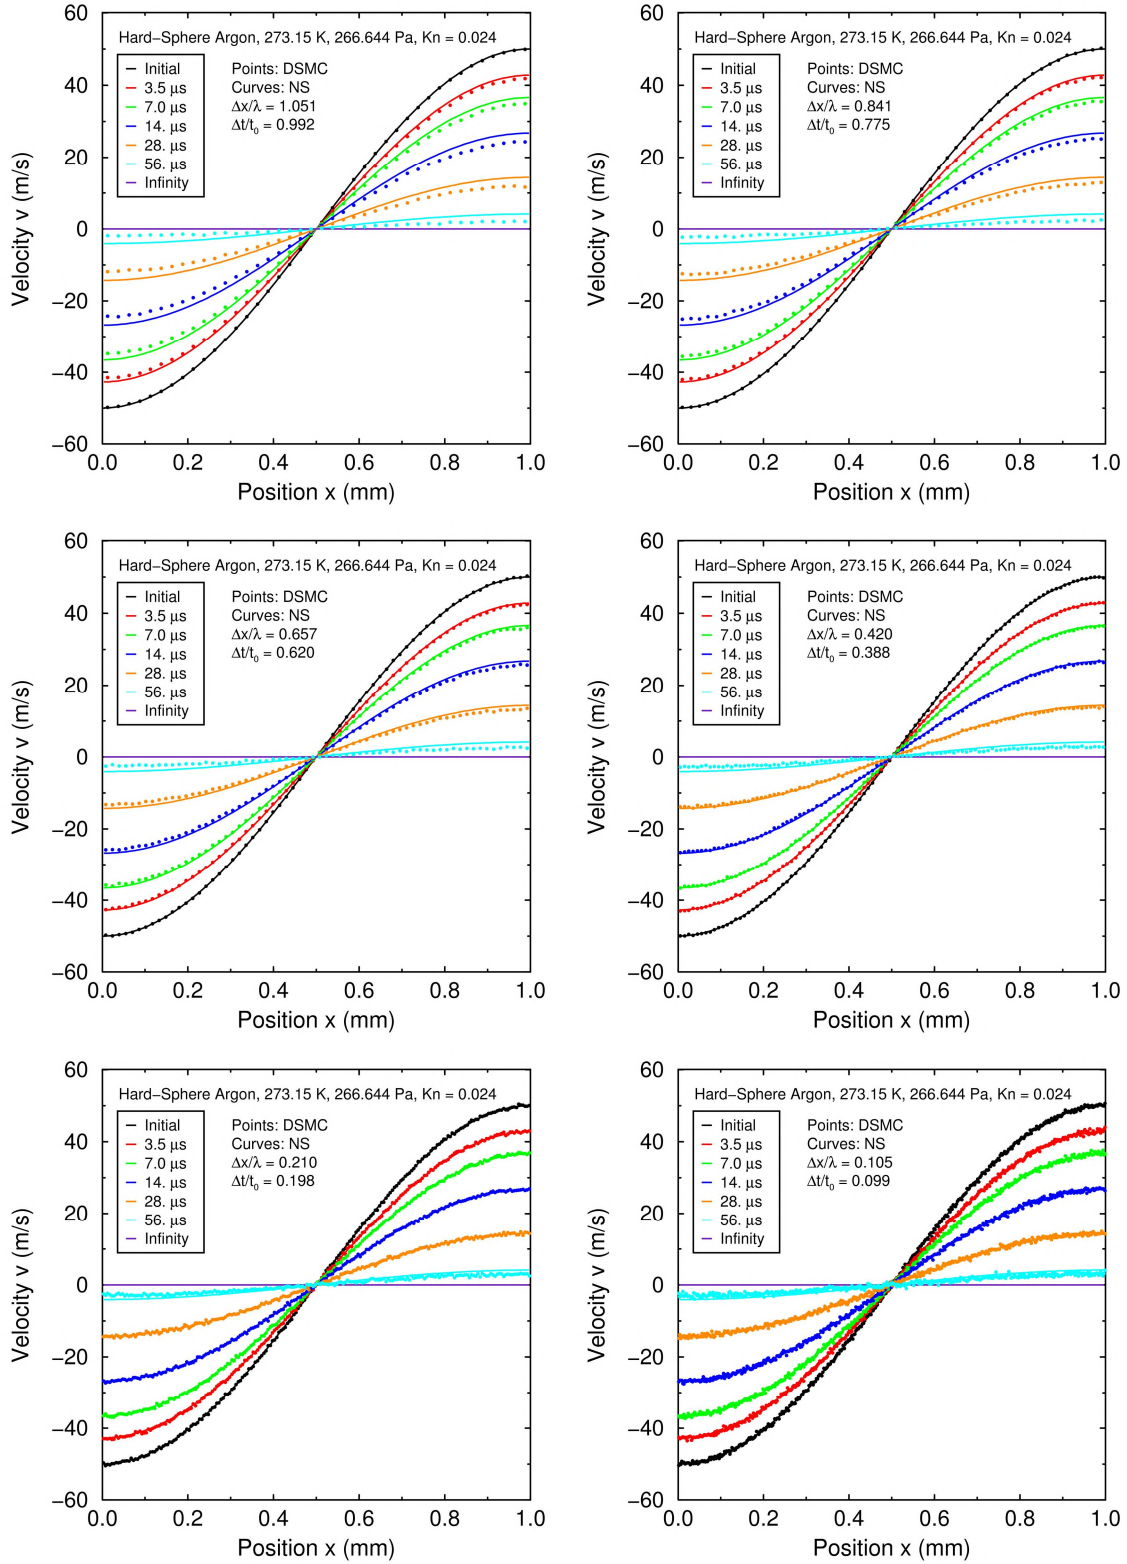 60
40
20
0
−20
−40
−60
Velocity v (m/s)
Hard−Sphere Argon, 273.15 K, 266.644 Pa, Kn = 0.024
Initial
3.5 µs
7.0 µs
14. µs
28. µs
56. µs
Infinity
Points: DSMC
Curves: NS
Δx/λ = 1.051
Δt/t0 = 0.992
0.0 0.2 0.4 0.6 0.8 1.0
Position x (mm)
60
40
20
0
−20
−40
−60
Velocity v (m/s)
Hard−Sphere Argon, 273.15 K, 266.644 Pa, Kn = 0.024
Initial
3.5 µs
7.0 µs
14. µs
28. µs
56. µs
Infinity
Points: DSMC
Curves: NS
Δx/λ = 0.841
Δt/t0 = 0.775
0.0 0.2 0.4 0.6 0.8 1.0
Position x (mm)
60
40
20
0
−20
−40
−60
Velocity v (m/s)
Hard−Sphere Argon, 273.15 K, 266.644 Pa, Kn = 0.024
Initial
3.5 µs
7.0 µs
14. µs
28. µs
56. µs
Infinity
Points: DSMC
Curves: NS
Δx/λ = 0.657
Δt/t0 = 0.620
0.0 0.2 0.4 0.6 0.8 1.0
Position x (mm)
60
40
20
0
−20
−40
−60
Velocity v (m/s)
Hard−Sphere Argon, 273.15 K, 266.644 Pa, Kn = 0.024
Initial
3.5 µs
7.0 µs
14. µs
28. µs
56. µs
Infinity
Points: DSMC
Curves: NS
Δx/λ = 0.420
Δt/t0 = 0.388
0.0 0.2 0.4 0.6 0.8 1.0
Position x (mm)
60
40
20
0
−20
−40
−60
Velocity v (m/s)
Hard−Sphere Argon, 273.15 K, 266.644 Pa, Kn = 0.024
Initial
3.5 µs
7.0 µs
14. µs
28. µs
56. µs
Infinity
Points: DSMC
Curves: NS
Δx/λ = 0.210
Δt/t0 = 0.198
0.0 0.2 0.4 0.6 0.8 1.0
Position x (mm)
60
40
20
0
−20
−40
−60
Velocity v (m/s)
Hard−Sphere Argon, 273.15 K, 266.644 Pa, Kn = 0.024
Initial
3.5 µs
7.0 µs
14. µs
28. µs
56. µs
Infinity
Points: DSMC
Curves: NS
Δx/λ = 0.105
Δt/t0 = 0.099
0.0 0.2 0.4 0.6 0.8 1.0
Position x (mm)